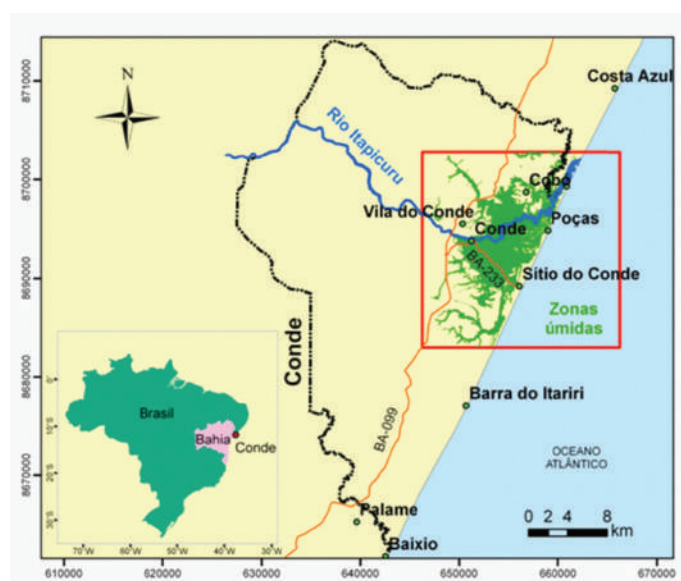 8710000
8700000
8690000
8680000
8670000
N
Costa Azul
Rio Itapicuru
Cobo
Vila do Conde
Conde
Poças
BA-233
Sítio do Conde
Zonas
úmidas
Conde
Barra do Itariri
BA-099
OCEANO
ATLÂNTICO
0 2 4 8
km
Palame
Baixio
Brasil
Bahia
Conde
0°
10°S
20°S
30°S
70°W 60°W 50°W 40°W 30°W
610000 620000 630000 640000 650000 660000 670000